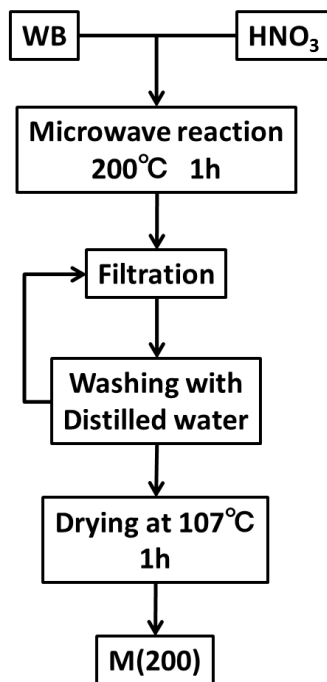 WB
HNO₃
Microwave reaction
200℃ 1h
Filtration
Washing with
Distilled water
Drying at 107℃
1h
M(200)